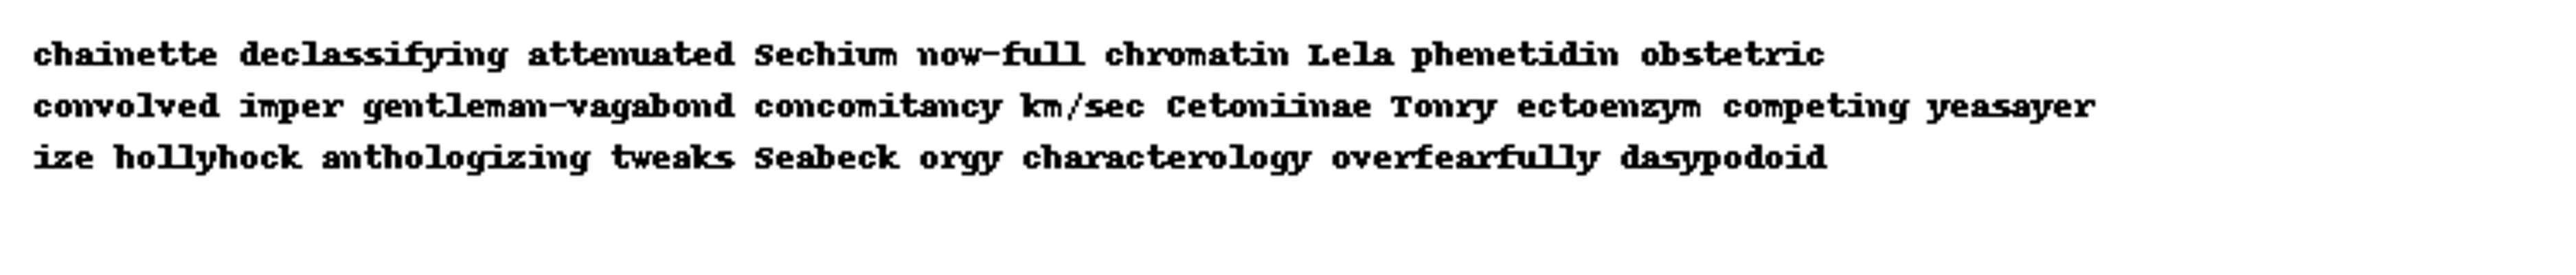 chainette declassifying attenuated Sechium now-full chromatin Lela phenetidin obstetric
convolved imper gentleman-vagabond concomitancy km/sec Cetoniinae Tonry ectoenzym competing yeasayer
ize hollyhock anthologizing tweaks Seabeck orgy characterology overfearfully dasypodoid